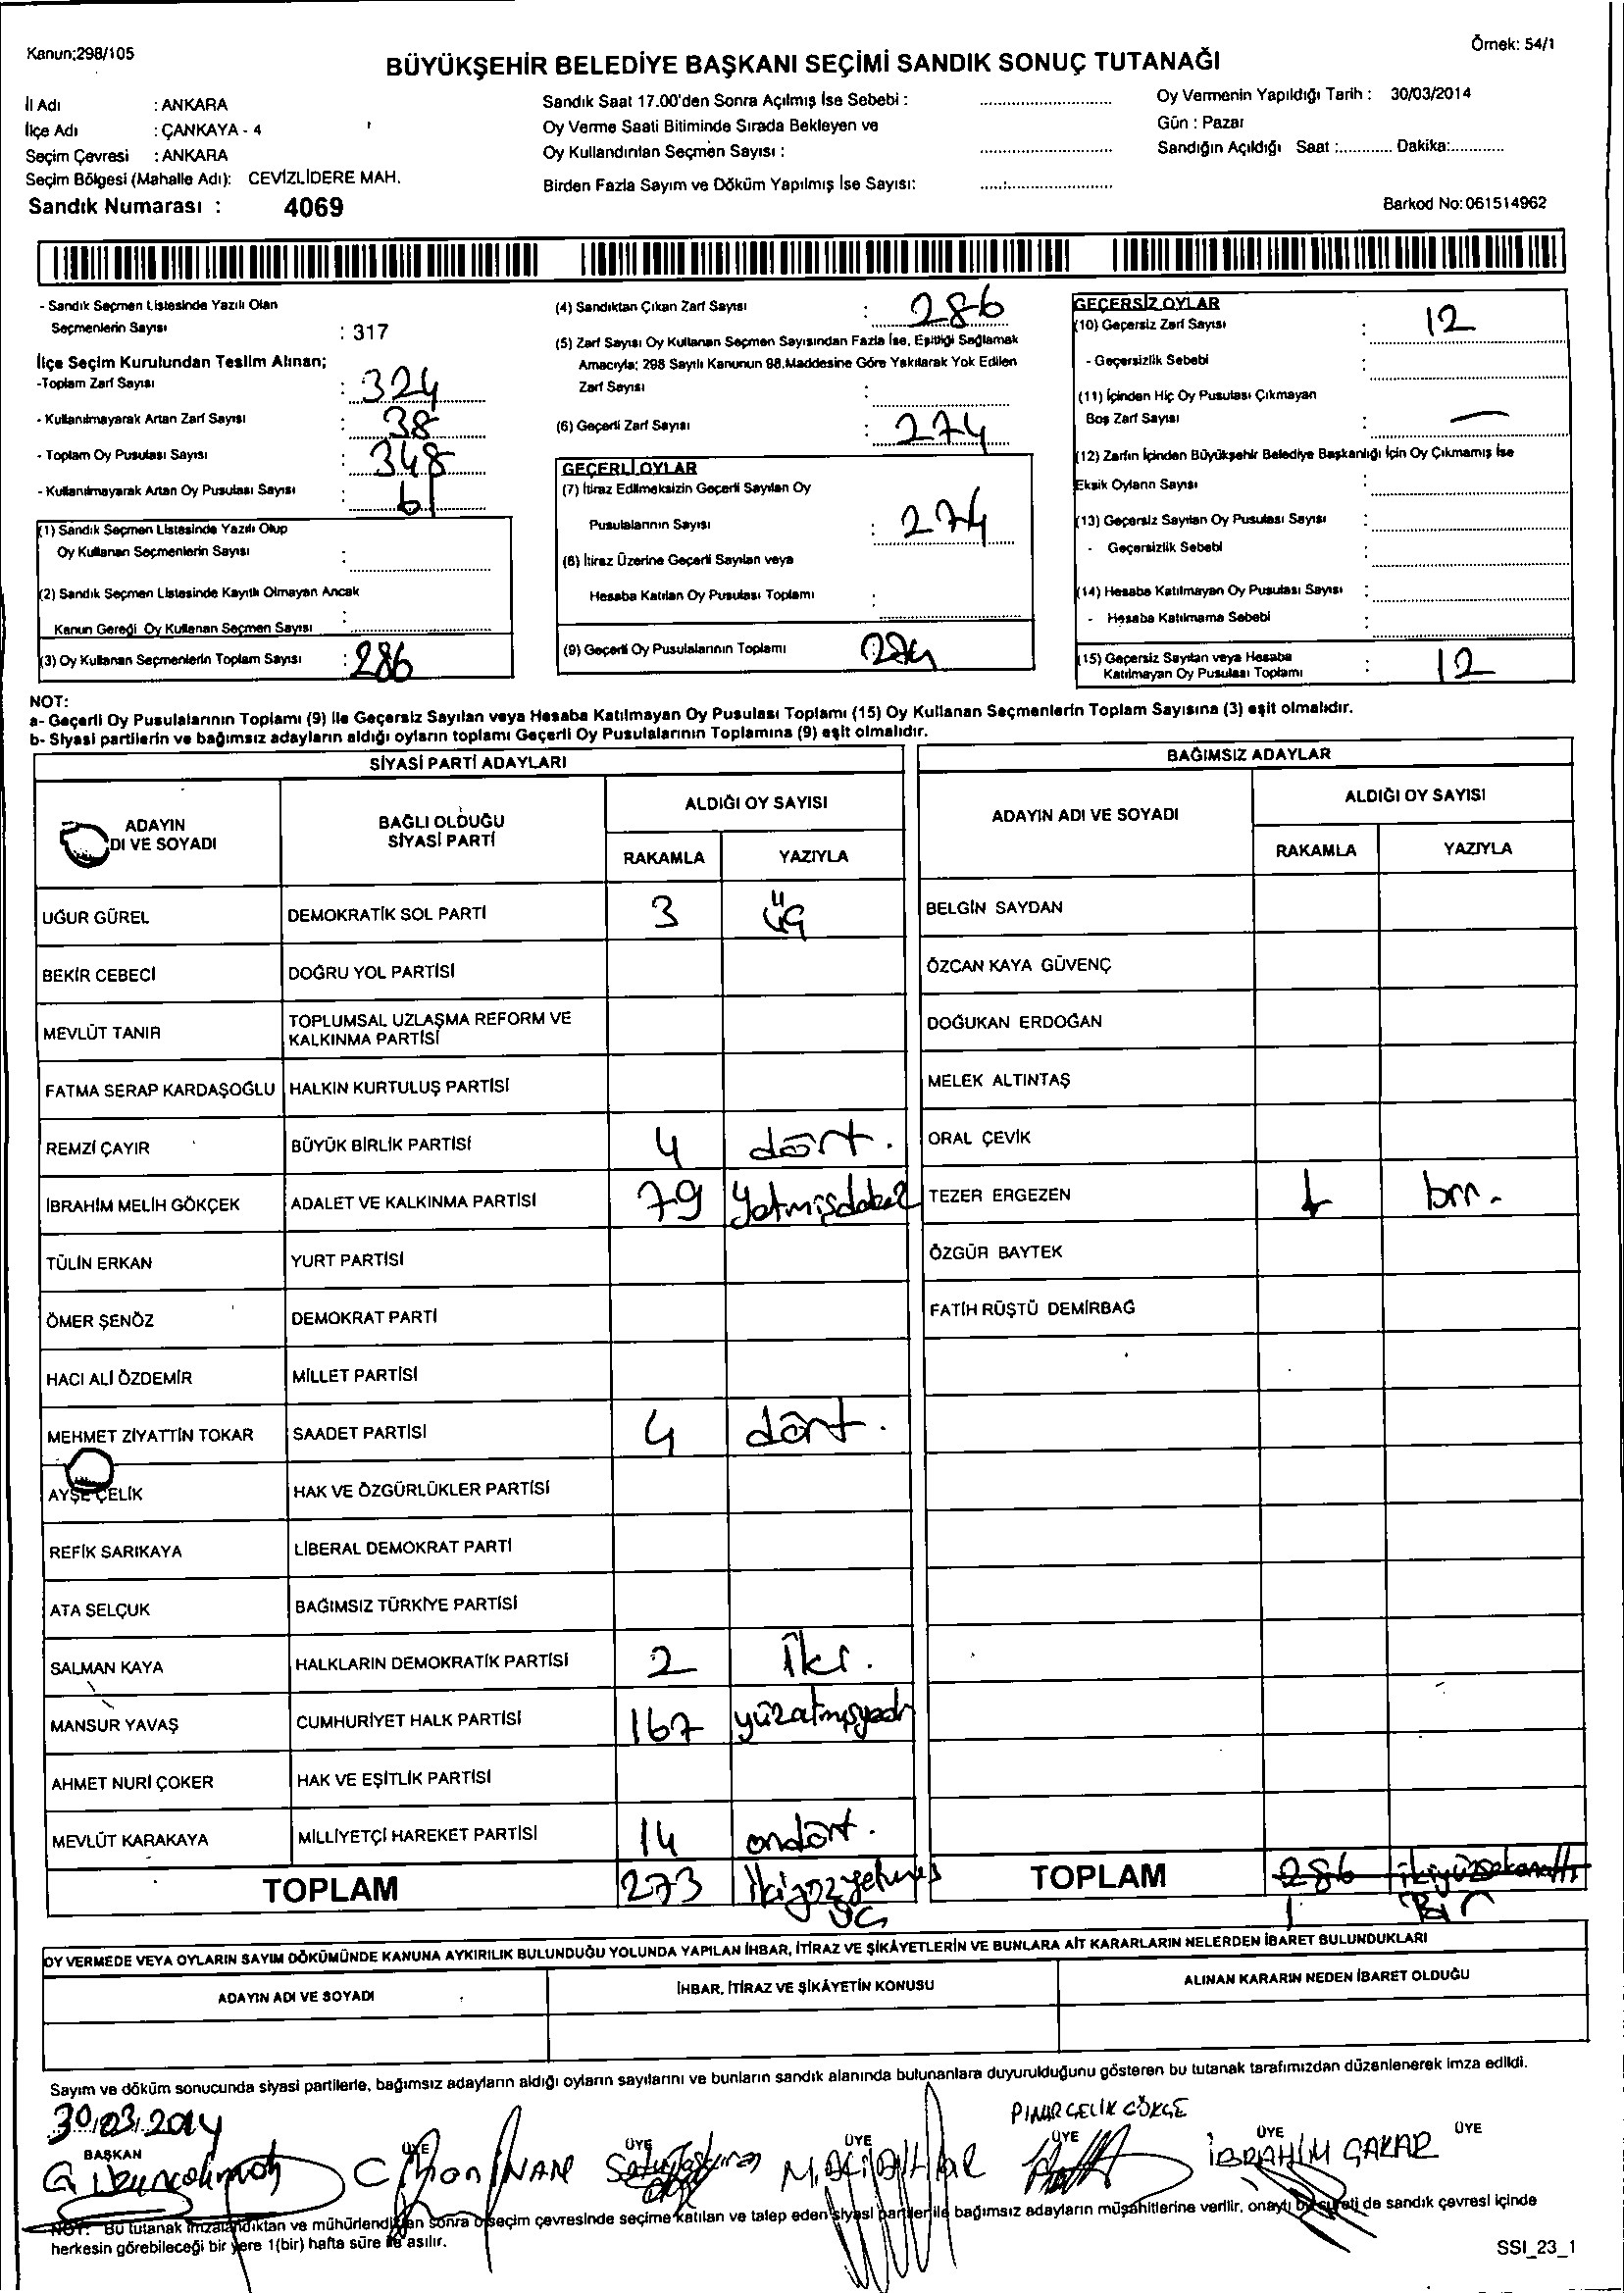 Kanun:298/105
Örnek: 54/1
BÜYÜKŞEHİR BELEDİYE BAŞKANI SEÇİMİ SANDIK SONUÇ TUTANAĞI
İl Adı : ANKARA
İlçe Adı : ÇANKAYA - 4
Seçim Çevresi : ANKARA
Seçim Bölgesi (Mahalle Adı): CEVİZLİDERE MAH.
Sandık Numarası : 4069
Sandık Saat 17.00'den Sonra Açılmış İse Sebebi :
Oy Verme Saati Bitiminde Sırada Bekleyen ve
Oy Kullandırılan Seçmen Sayısı :
Birden Fazla Sayım ve Döküm Yapılmış İse Sayısı:
Oy Vermenin Yapıldığı Tarih : 30/03/2014
Gün : Pazar
Sandığın Açıldığı Saat :............ Dakika:............
Barkod No:061514962
- Sandık Seçmen Listesinde Yazılı Olan
Seçmenlerin Sayısı : 317
İlçe Seçim Kurulundan Teslim Alınan;
-Toplam Zarf Sayısı : 324
- Kullanılmayarak Artan Zarf Sayısı : 38
- Toplam Oy Pusulası Sayısı : 348
- Kullanılmayarak Artan Oy Pusulası Sayısı : 61
(1) Sandık Seçmen Listesinde Yazılı Olup
Oy Kullanan Seçmenlerin Sayısı :
(2) Sandık Seçmen Listesinde Kayıtlı Olmayan Ancak
Kanun Gereği Oy Kullanan Seçmen Sayısı :
(3) Oy Kullanan Seçmenlerin Toplam Sayısı : 286
(4) Sandıktan Çıkan Zarf Sayısı : 286
(5) Zarf Sayısı Oy Kullanan Seçmen Sayısından Fazla İse, Eşitliği Sağlamak
Amacıyla; 298 Sayılı Kanunun 98.Maddesine Göre Yakılarak Yok Edilen
Zarf Sayısı :
(6) Geçerli Zarf Sayısı : 274
GEÇERLİ OYLAR
(7) İtiraz Edilmeksizin Geçerli Sayılan Oy
Pusulalarının Sayısı : 274
(8) İtiraz Üzerine Geçerli Sayılan veya
Hesaba Katılan Oy Pusulası Toplamı :
(9) Geçerli Oy Pusulalarının Toplamı 274
GEÇERSİZ OYLAR
(10) Geçersiz Zarf Sayısı : 12
- Geçersizlik Sebebi :
(11) İçinden Hiç Oy Pusulası Çıkmayan
Boş Zarf Sayısı : —
(12) Zarfın İçinden Büyükşehir Belediye Başkanlığı İçin Oy Çıkmamış İse
Eksik Oyların Sayısı :
(13) Geçersiz Sayılan Oy Pusulası Sayısı :
- Geçersizlik Sebebi :
(14) Hesaba Katılmayan Oy Pusulası Sayısı :
- Hesaba Katılmama Sebebi :
(15) Geçersiz Sayılan veya Hesaba
Katılmayan Oy Pusulası Toplamı : 12
NOT:
a- Geçerli Oy Pusulalarının Toplamı (9) ile Geçersiz Sayılan veya Hesaba Katılmayan Oy Pusulası Toplamı (15) Oy Kullanan Seçmenlerin Toplam Sayısına (3) eşit olmalıdır.
b- Siyasi partilerin ve bağımsız adayların aldığı oyların toplamı Geçerli Oy Pusulalarının Toplamına (9) eşit olmalıdır.
SİYASİ PARTİ ADAYLARI
ADAYIN
DI VE SOYADI
BAĞLI OLDUĞU
SİYASİ PARTİ
ALDIĞI OY SAYISI
RAKAMLA YAZIYLA
UĞUR GÜREL DEMOKRATİK SOL PARTİ 3 üç
BEKİR CEBECİ DOĞRU YOL PARTİSİ
MEVLÜT TANIR TOPLUMSAL UZLAŞMA REFORM VE
KALKINMA PARTİSİ
FATMA SERAP KARDAŞOĞLU HALKIN KURTULUŞ PARTİSİ
REMZİ ÇAYIR BÜYÜK BİRLİK PARTİSİ 4 dört.
İBRAHİM MELİH GÖKÇEK ADALET VE KALKINMA PARTİSİ 79
TÜLİN ERKAN YURT PARTİSİ
ÖMER ŞENÖZ DEMOKRAT PARTİ
HACI ALİ ÖZDEMİR MİLLET PARTİSİ
MEHMET ZİYATTİN TOKAR SAADET PARTİSİ 4 dört.
AYŞE ÇELİK HAK VE ÖZGÜRLÜKLER PARTİSİ
REFİK SARIKAYA LİBERAL DEMOKRAT PARTİ
ATA SELÇUK BAĞIMSIZ TÜRKİYE PARTİSİ
SALMAN KAYA HALKLARIN DEMOKRATİK PARTİSİ 2 İki.
MANSUR YAVAŞ CUMHURİYET HALK PARTİSİ 167 yüzatmışyedi
AHMET NURİ ÇOKER HAK VE EŞİTLİK PARTİSİ
MEVLÜT KARAKAYA MİLLİYETÇİ HAREKET PARTİSİ 14 ondört.
TOPLAM 273 İkiyüzyetmiş
üç
BAĞIMSIZ ADAYLAR
ADAYIN ADI VE SOYADI
ALDIĞI OY SAYISI
RAKAMLA YAZIYLA
BELGİN SAYDAN
ÖZCAN KAYA GÜVENÇ
DOĞUKAN ERDOĞAN
MELEK ALTINTAŞ
ORAL ÇEVİK
TEZER ERGEZEN 1 bir.
ÖZGÜR BAYTEK
FATİH RÜŞTÜ DEMİRBAĞ
TOPLAM 286 ikiyüzseksenaltı
1 Bir
OY VERMEDE VEYA OYLARIN SAYIM DÖKÜMÜNDE KANUNA AYKIRILIK BULUNDUĞU YOLUNDA YAPILAN İHBAR, İTİRAZ VE ŞİKÂYETLERİN VE BUNLARA AİT KARARLARIN NELERDEN İBARET BULUNDUKLARI
ADAYIN ADI VE SOYADI İHBAR, İTİRAZ VE ŞİKÂYETİN KONUSU ALINAN KARARIN NEDEN İBARET OLDUĞU
Sayım ve döküm sonucunda siyasi partilerle, bağımsız adayların aldığı oyların sayılarını ve bunların sandık alanında bulunanlara duyurulduğunu gösteren bu tutanak tarafımızdan düzenlenerek imza edildi.
30.03.2014
PINAR ÇELİK GÖKÇE
BAŞKAN ÜYE ÜYE ÜYE ÜYE ÜYE ÜYE
İNAN
İBRAHİM ÇAKAR
NOT: Bu tutanak imzalandıktan ve mühürlendikten sonra o seçim çevresinde seçime katılan ve talep eden siyasi partiler ile bağımsız adayların müşahitlerine verilir, onaylı bir sureti de sandık çevresi içinde
herkesin görebileceği bir yere 1(bir) hafta süre ile asılır.
SSI_23_1